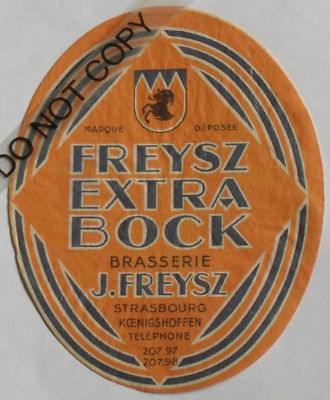 DO NOT COPY
MARQUE DÉPOSÉE
FREYSZ
EXTRA
BOCK
BRASSERIE
J. FREYSZ
STRASBOURG
KŒNIGSHOFFEN
TÉLÉPHONE
207.97
207.98